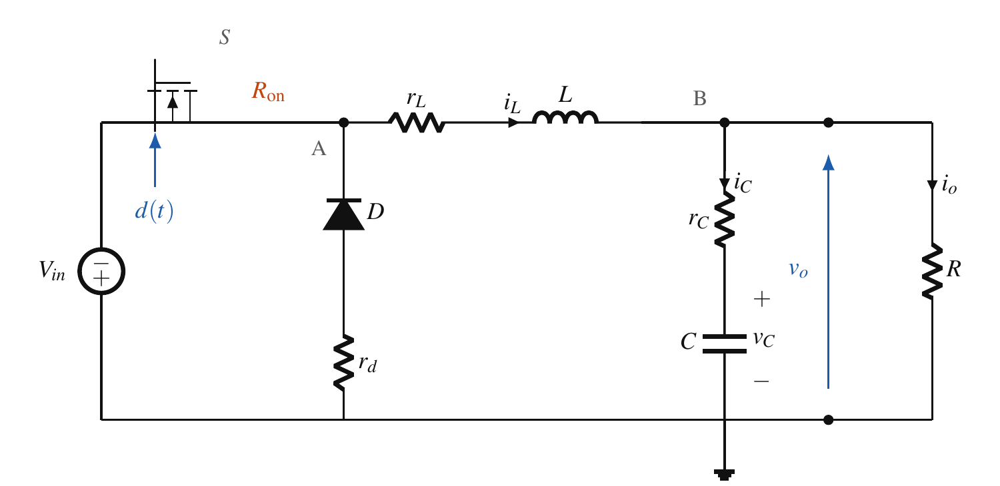 S
R_on
r_L
i_L
L
B
A
d(t)
D
i_C
r_C
i_o
V_in
−
+
v_o
R
+
C
v_C
r_d
−